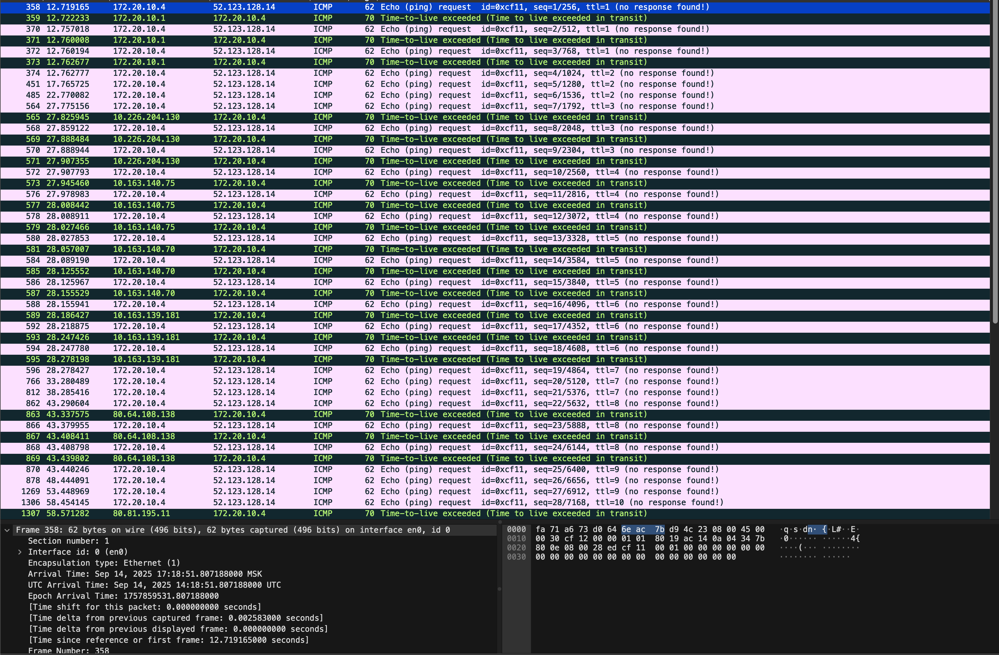 358 12.719165 172.20.10.4 52.123.128.14 ICMP 62 Echo (ping) request id=0xcf11, seq=1/256, ttl=1 (no response found!)
359 12.722233 172.20.10.1 172.20.10.4 ICMP 70 Time-to-live exceeded (Time to live exceeded in transit)
370 12.757018 172.20.10.4 52.123.128.14 ICMP 62 Echo (ping) request id=0xcf11, seq=2/512, ttl=1 (no response found!)
371 12.760008 172.20.10.1 172.20.10.4 ICMP 70 Time-to-live exceeded (Time to live exceeded in transit)
372 12.760194 172.20.10.4 52.123.128.14 ICMP 62 Echo (ping) request id=0xcf11, seq=3/768, ttl=1 (no response found!)
373 12.762677 172.20.10.1 172.20.10.4 ICMP 70 Time-to-live exceeded (Time to live exceeded in transit)
374 12.762777 172.20.10.4 52.123.128.14 ICMP 62 Echo (ping) request id=0xcf11, seq=4/1024, ttl=2 (no response found!)
451 17.765725 172.20.10.4 52.123.128.14 ICMP 62 Echo (ping) request id=0xcf11, seq=5/1280, ttl=2 (no response found!)
485 22.770082 172.20.10.4 52.123.128.14 ICMP 62 Echo (ping) request id=0xcf11, seq=6/1536, ttl=2 (no response found!)
564 27.775156 172.20.10.4 52.123.128.14 ICMP 62 Echo (ping) request id=0xcf11, seq=7/1792, ttl=3 (no response found!)
565 27.825945 10.226.204.130 172.20.10.4 ICMP 70 Time-to-live exceeded (Time to live exceeded in transit)
568 27.859122 172.20.10.4 52.123.128.14 ICMP 62 Echo (ping) request id=0xcf11, seq=8/2048, ttl=3 (no response found!)
569 27.888484 10.226.204.130 172.20.10.4 ICMP 70 Time-to-live exceeded (Time to live exceeded in transit)
570 27.888944 172.20.10.4 52.123.128.14 ICMP 62 Echo (ping) request id=0xcf11, seq=9/2304, ttl=3 (no response found!)
571 27.907355 10.226.204.130 172.20.10.4 ICMP 70 Time-to-live exceeded (Time to live exceeded in transit)
572 27.907793 172.20.10.4 52.123.128.14 ICMP 62 Echo (ping) request id=0xcf11, seq=10/2560, ttl=4 (no response found!)
573 27.945460 10.163.140.75 172.20.10.4 ICMP 70 Time-to-live exceeded (Time to live exceeded in transit)
576 27.978983 172.20.10.4 52.123.128.14 ICMP 62 Echo (ping) request id=0xcf11, seq=11/2816, ttl=4 (no response found!)
577 28.008442 10.163.140.75 172.20.10.4 ICMP 70 Time-to-live exceeded (Time to live exceeded in transit)
578 28.008911 172.20.10.4 52.123.128.14 ICMP 62 Echo (ping) request id=0xcf11, seq=12/3072, ttl=4 (no response found!)
579 28.027466 10.163.140.75 172.20.10.4 ICMP 70 Time-to-live exceeded (Time to live exceeded in transit)
580 28.027853 172.20.10.4 52.123.128.14 ICMP 62 Echo (ping) request id=0xcf11, seq=13/3328, ttl=5 (no response found!)
581 28.057007 10.163.140.70 172.20.10.4 ICMP 70 Time-to-live exceeded (Time to live exceeded in transit)
584 28.089190 172.20.10.4 52.123.128.14 ICMP 62 Echo (ping) request id=0xcf11, seq=14/3584, ttl=5 (no response found!)
585 28.125552 10.163.140.70 172.20.10.4 ICMP 70 Time-to-live exceeded (Time to live exceeded in transit)
586 28.125967 172.20.10.4 52.123.128.14 ICMP 62 Echo (ping) request id=0xcf11, seq=15/3840, ttl=5 (no response found!)
587 28.155529 10.163.140.70 172.20.10.4 ICMP 70 Time-to-live exceeded (Time to live exceeded in transit)
588 28.155941 172.20.10.4 52.123.128.14 ICMP 62 Echo (ping) request id=0xcf11, seq=16/4096, ttl=6 (no response found!)
589 28.186427 10.163.139.181 172.20.10.4 ICMP 70 Time-to-live exceeded (Time to live exceeded in transit)
592 28.218875 172.20.10.4 52.123.128.14 ICMP 62 Echo (ping) request id=0xcf11, seq=17/4352, ttl=6 (no response found!)
593 28.247426 10.163.139.181 172.20.10.4 ICMP 70 Time-to-live exceeded (Time to live exceeded in transit)
594 28.247780 172.20.10.4 52.123.128.14 ICMP 62 Echo (ping) request id=0xcf11, seq=18/4608, ttl=6 (no response found!)
595 28.278198 10.163.139.181 172.20.10.4 ICMP 70 Time-to-live exceeded (Time to live exceeded in transit)
596 28.278427 172.20.10.4 52.123.128.14 ICMP 62 Echo (ping) request id=0xcf11, seq=19/4864, ttl=7 (no response found!)
766 33.280489 172.20.10.4 52.123.128.14 ICMP 62 Echo (ping) request id=0xcf11, seq=20/5120, ttl=7 (no response found!)
812 38.285416 172.20.10.4 52.123.128.14 ICMP 62 Echo (ping) request id=0xcf11, seq=21/5376, ttl=7 (no response found!)
862 43.290604 172.20.10.4 52.123.128.14 ICMP 62 Echo (ping) request id=0xcf11, seq=22/5632, ttl=8 (no response found!)
863 43.337575 80.64.108.138 172.20.10.4 ICMP 70 Time-to-live exceeded (Time to live exceeded in transit)
866 43.379955 172.20.10.4 52.123.128.14 ICMP 62 Echo (ping) request id=0xcf11, seq=23/5888, ttl=8 (no response found!)
867 43.408411 80.64.108.138 172.20.10.4 ICMP 70 Time-to-live exceeded (Time to live exceeded in transit)
868 43.408798 172.20.10.4 52.123.128.14 ICMP 62 Echo (ping) request id=0xcf11, seq=24/6144, ttl=8 (no response found!)
869 43.439802 80.64.108.138 172.20.10.4 ICMP 70 Time-to-live exceeded (Time to live exceeded in transit)
870 43.440246 172.20.10.4 52.123.128.14 ICMP 62 Echo (ping) request id=0xcf11, seq=25/6400, ttl=9 (no response found!)
878 48.444091 172.20.10.4 52.123.128.14 ICMP 62 Echo (ping) request id=0xcf11, seq=26/6656, ttl=9 (no response found!)
1269 53.448969 172.20.10.4 52.123.128.14 ICMP 62 Echo (ping) request id=0xcf11, seq=27/6912, ttl=9 (no response found!)
1306 58.454145 172.20.10.4 52.123.128.14 ICMP 62 Echo (ping) request id=0xcf11, seq=28/7168, ttl=10 (no response found!)
1307 58.571282 80.81.195.11 172.20.10.4 ICMP 70 Time-to-live exceeded (Time to live exceeded in transit)
Frame 358: 62 bytes on wire (496 bits), 62 bytes captured (496 bits) on interface en0, id 0
Section number: 1
Interface id: 0 (en0)
Encapsulation type: Ethernet (1)
Arrival Time: Sep 14, 2025 17:18:51.807188000 MSK
UTC Arrival Time: Sep 14, 2025 14:18:51.807188000 UTC
Epoch Arrival Time: 1757859531.807188000
[Time shift for this packet: 0.000000000 seconds]
[Time delta from previous captured frame: 0.002583000 seconds]
[Time delta from previous displayed frame: 0.000000000 seconds]
[Time since reference or first frame: 12.719165000 seconds]
Frame Number: 358
0000 fa 71 a6 73 d0 64 6e ac 7b d9 4c 23 08 00 45 00 ·q·s·dn·{·L#··E·
0010 00 30 cf 12 00 00 01 01 80 19 ac 14 0a 04 34 7b ·0············4{
0020 80 0e 08 00 28 ed cf 11 00 01 00 00 00 00 00 00 ····(···········
0030 00 00 00 00 00 00 00 00 00 00 00 00 00 00 ··············